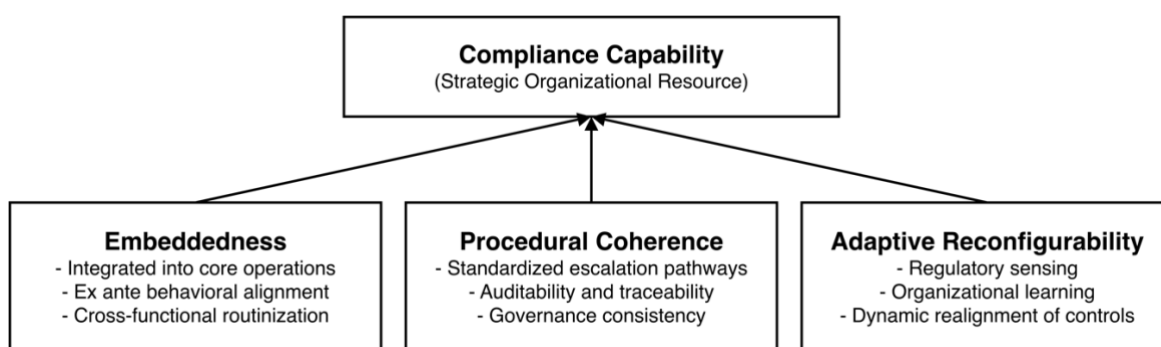 Compliance Capability
(Strategic Organizational Resource)
Embeddedness
- Integrated into core operations
- Ex ante behavioral alignment
- Cross-functional routinization
Procedural Coherence
- Standardized escalation pathways
- Auditability and traceability
- Governance consistency
Adaptive Reconfigurability
- Regulatory sensing
- Organizational learning
- Dynamic realignment of controls